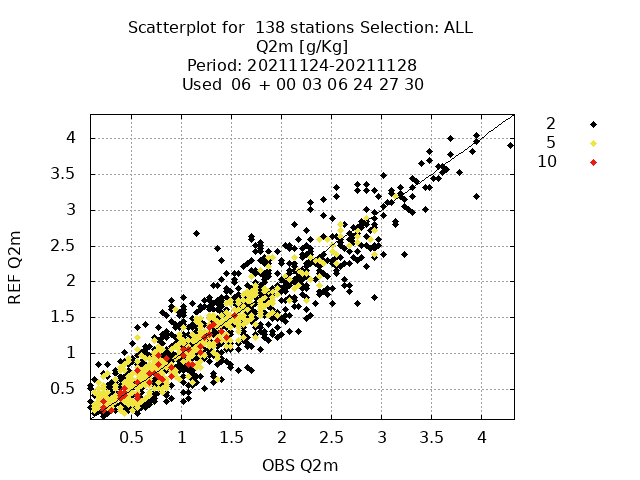 Scatterplot for  138 stations Selection: ALL
Q2m [g/Kg]
Period: 20211124-20211128
Used  06 + 00 03 06 24 27 30
2
5
10
4
3.5
3
2.5
2
1.5
1
0.5
REF Q2m
0.5 1 1.5 2 2.5 3 3.5 4
OBS Q2m